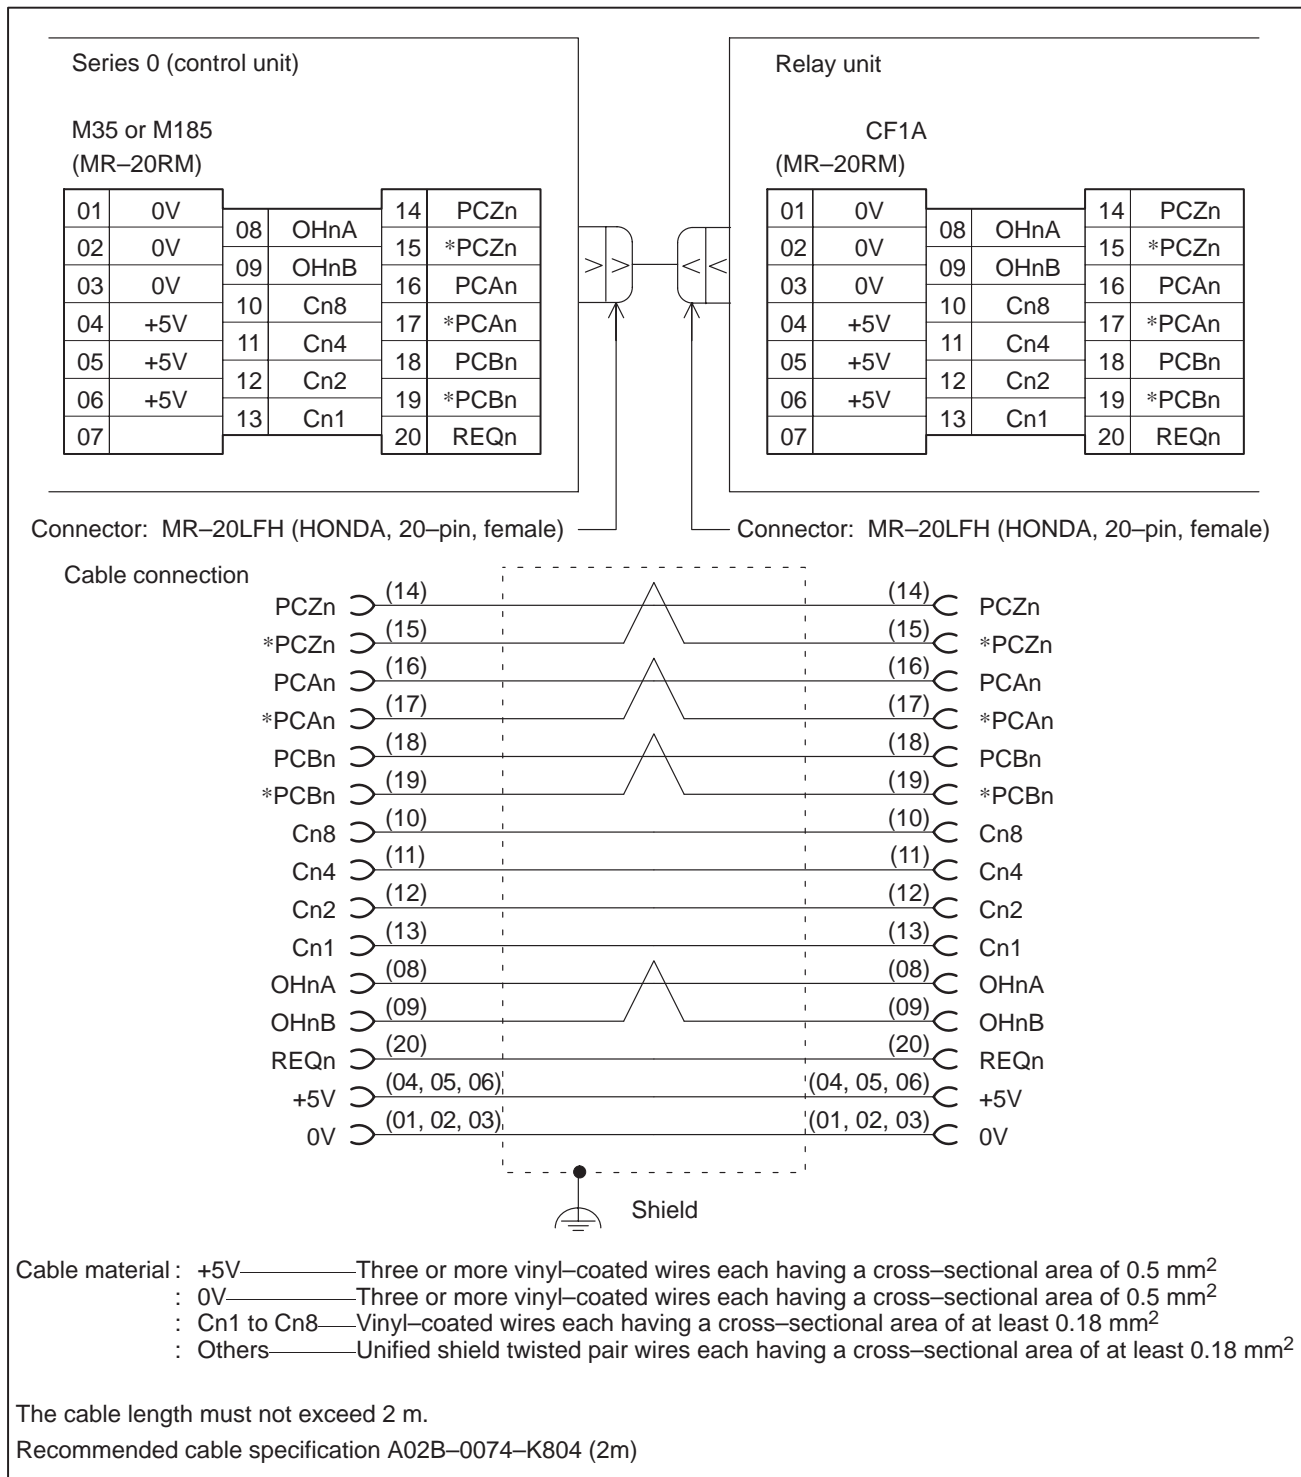 Series 0 (control unit)
Relay unit
M35 or M185
(MR–20RM)
CF1A
(MR–20RM)
01 0V
02 0V
03 0V
04 +5V
05 +5V
06 +5V
07
08 OHnA
09 OHnB
10 Cn8
11 Cn4
12 Cn2
13 Cn1
14 PCZn
15 *PCZn
16 PCAn
17 *PCAn
18 PCBn
19 *PCBn
20 REQn
01 0V
02 0V
03 0V
04 +5V
05 +5V
06 +5V
07
08 OHnA
09 OHnB
10 Cn8
11 Cn4
12 Cn2
13 Cn1
14 PCZn
15 *PCZn
16 PCAn
17 *PCAn
18 PCBn
19 *PCBn
20 REQn
Connector: MR–20LFH (HONDA, 20–pin, female)
Connector: MR–20LFH (HONDA, 20–pin, female)
Cable connection
PCZn (14) (14) PCZn
*PCZn (15) (15) *PCZn
PCAn (16) (16) PCAn
*PCAn (17) (17) *PCAn
PCBn (18) (18) PCBn
*PCBn (19) (19) *PCBn
Cn8 (10) (10) Cn8
Cn4 (11) (11) Cn4
Cn2 (12) (12) Cn2
Cn1 (13) (13) Cn1
OHnA (08) (08) OHnA
OHnB (09) (09) OHnB
REQn (20) (20) REQn
+5V (04, 05, 06) (04, 05, 06) +5V
0V (01, 02, 03) (01, 02, 03) 0V
Shield
Cable material : +5V Three or more vinyl–coated wires each having a cross–sectional area of 0.5 mm²
: 0V Three or more vinyl–coated wires each having a cross–sectional area of 0.5 mm²
: Cn1 to Cn8 Vinyl–coated wires each having a cross–sectional area of at least 0.18 mm²
: Others Unified shield twisted pair wires each having a cross–sectional area of at least 0.18 mm²
The cable length must not exceed 2 m.
Recommended cable specification A02B–0074–K804 (2m)